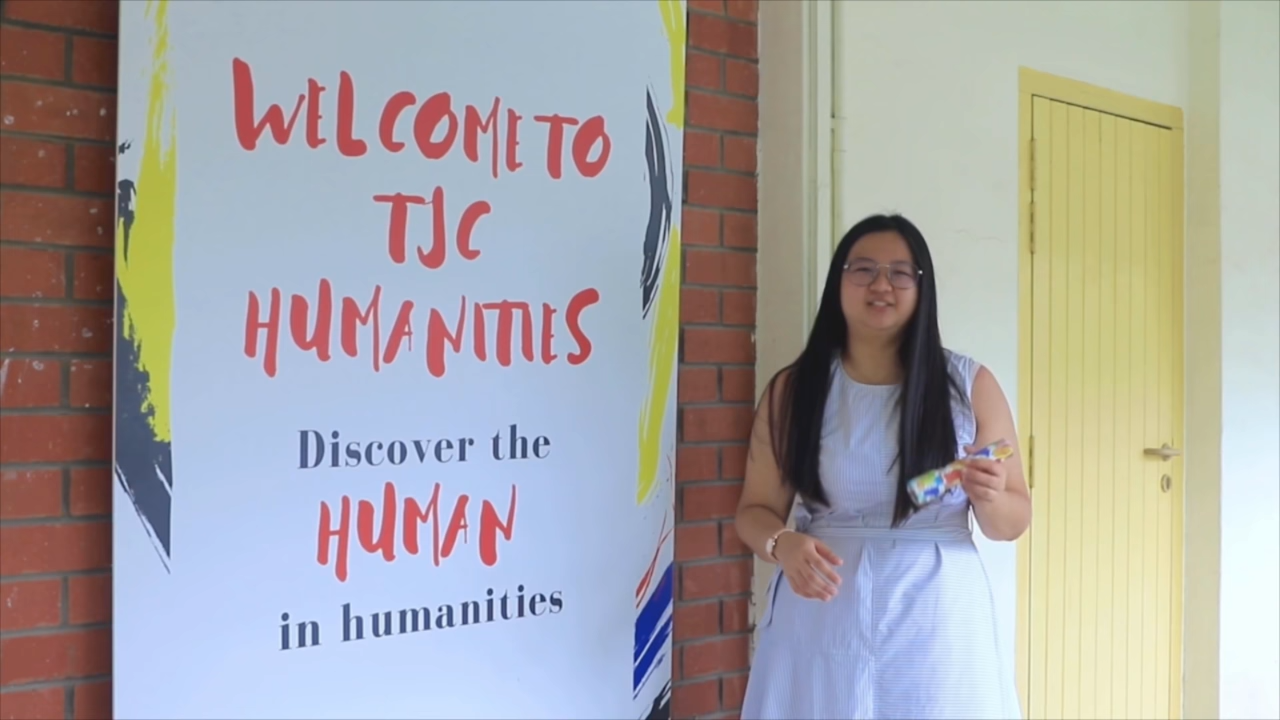 WELCOME TO
TJC
HUMANITIES
Discover the
HUMAN
in humanities